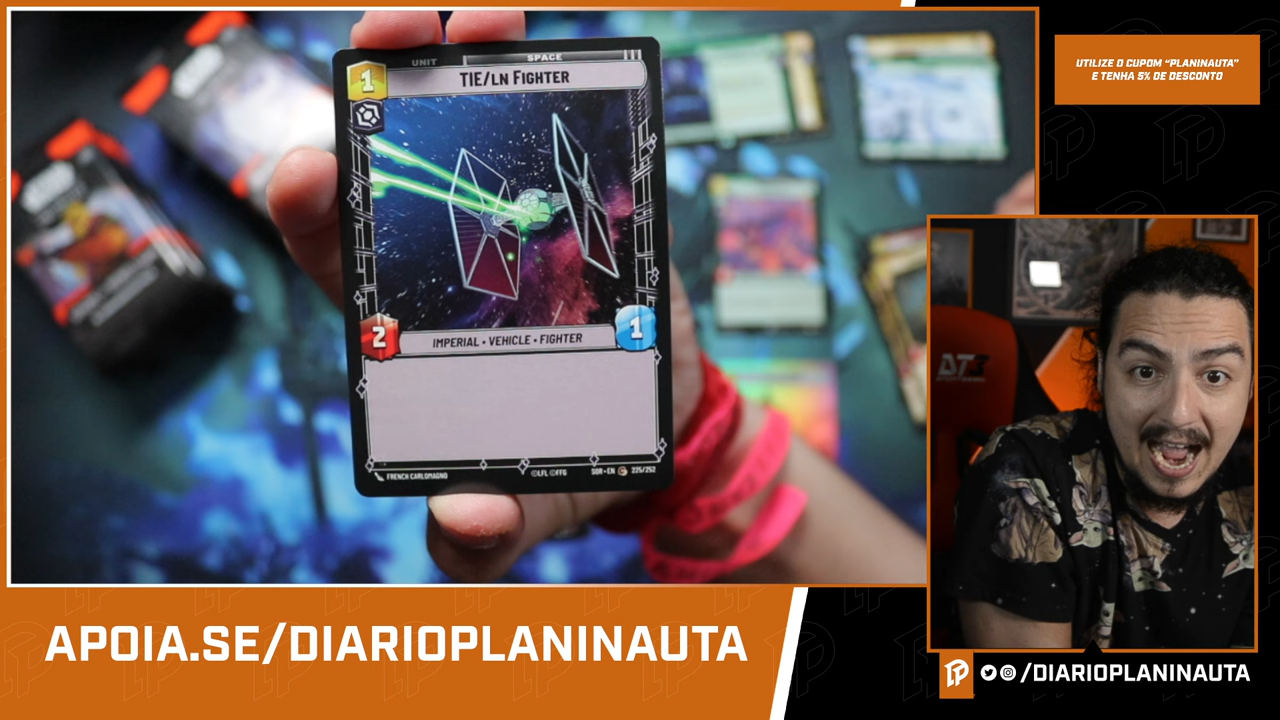 UNIT SPACE
1
TIE/LN FIGHTER
2
IMPERIAL • VEHICLE • FIGHTER
1
FRENCH CARLOMAGNO
©LFL ©FFG
SOR • EN C 225/252
UTILIZE O CUPOM “PLANINAUTA”
E TENHA 5% DE DESCONTO
APOIA.SE/DIARIOPLANINAUTA
/DIARIOPLANINAUTA